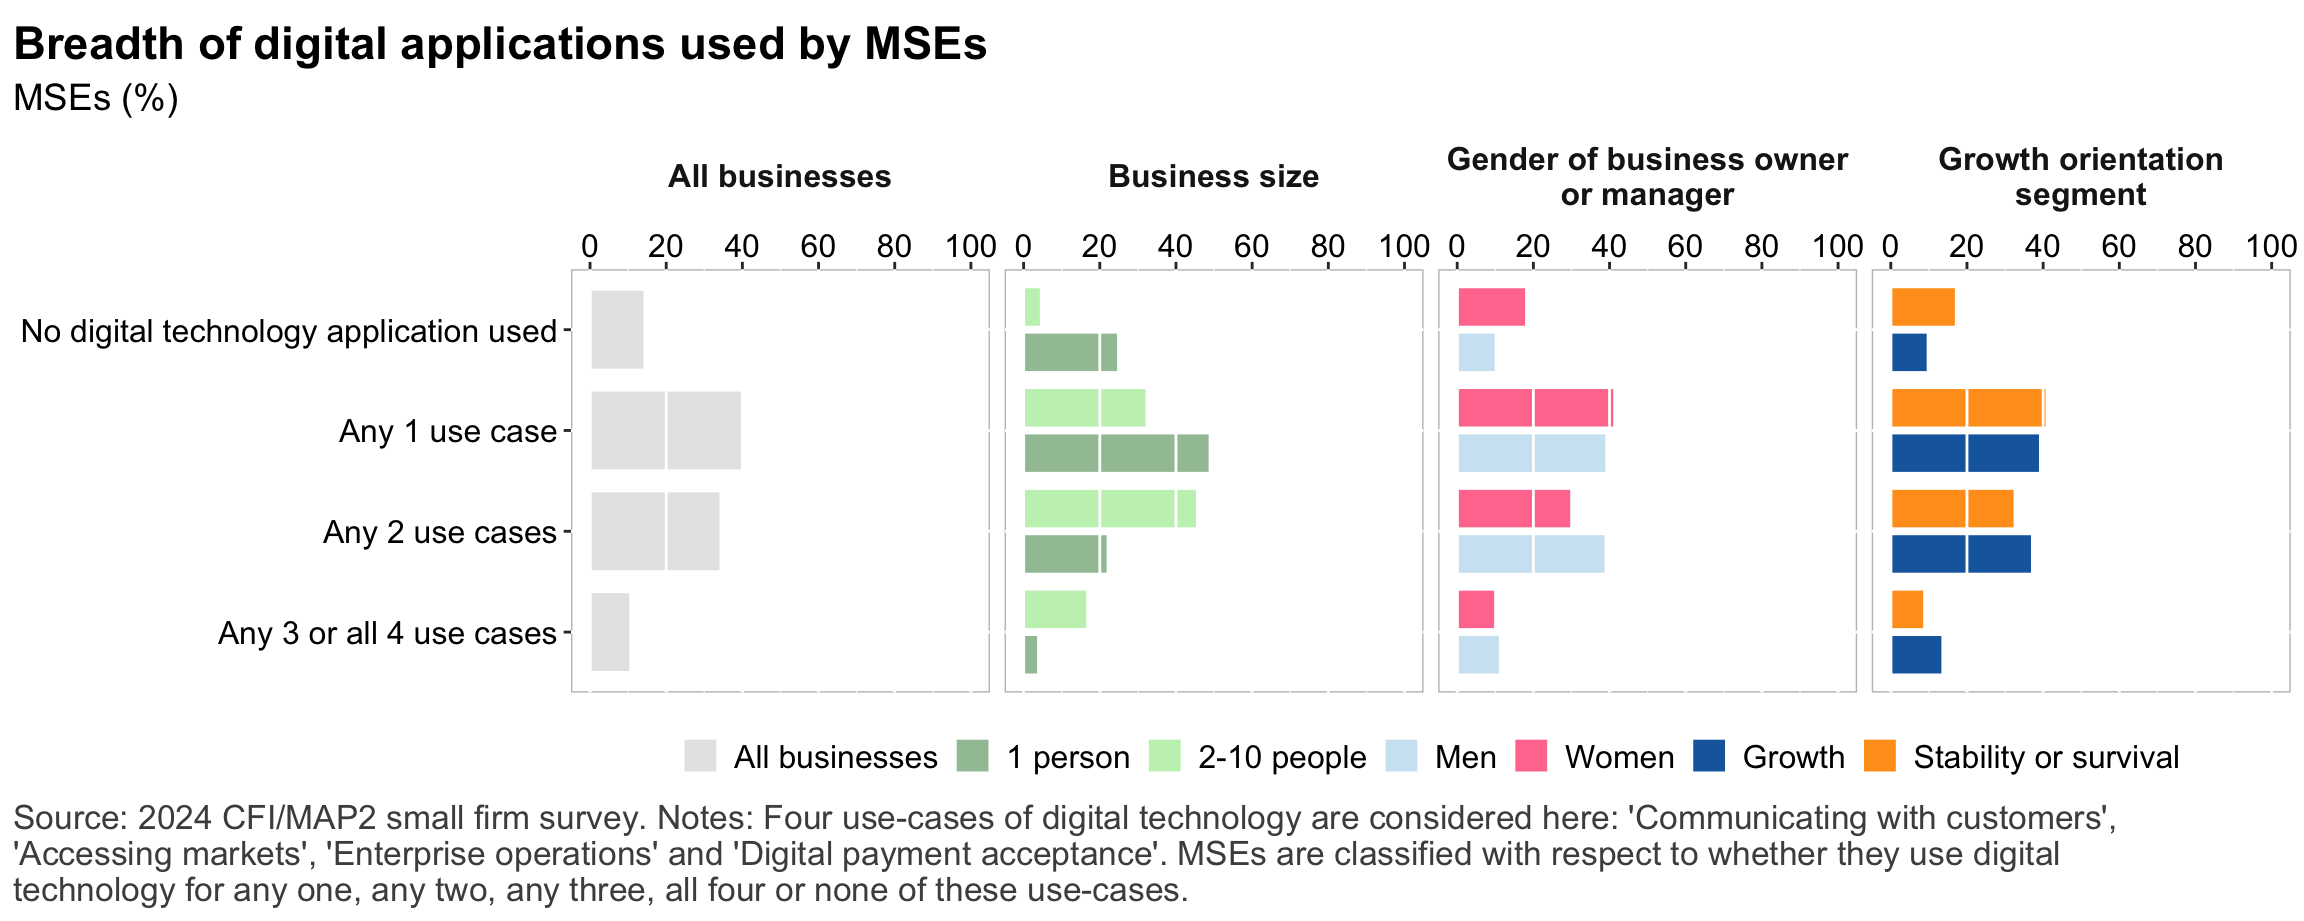 Breadth of digital applications used by MSEs
MSEs (%)
All businesses
Business size
Gender of business owner
or manager
Growth orientation
segment
0 20 40 60 80 100
0 20 40 60 80 100
0 20 40 60 80 100
0 20 40 60 80 100
No digital technology application used
Any 1 use case
Any 2 use cases
Any 3 or all 4 use cases
All businesses 1 person 2-10 people Men Women Growth Stability or survival
Source: 2024 CFI/MAP2 small firm survey. Notes: Four use-cases of digital technology are considered here: 'Communicating with customers',
'Accessing markets', 'Enterprise operations' and 'Digital payment acceptance'. MSEs are classified with respect to whether they use digital
technology for any one, any two, any three, all four or none of these use-cases.